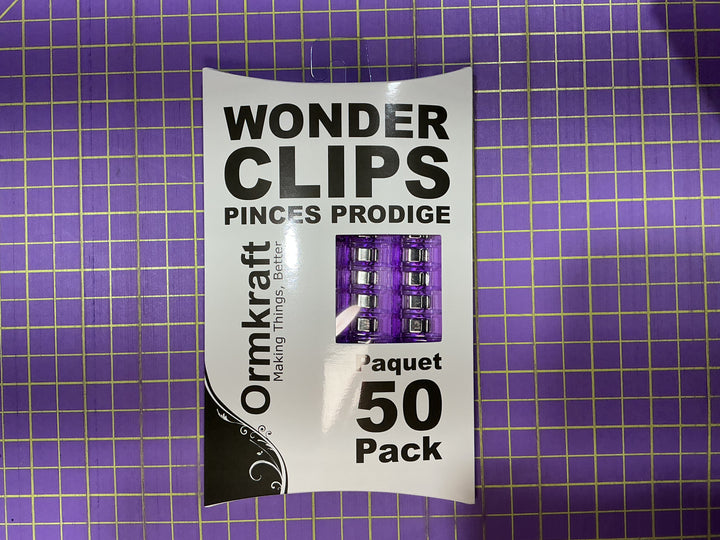 WONDER
CLIPS
PINCES PRODIGE
Ormkraft
Making Things, Better
Paquet
50
Pack